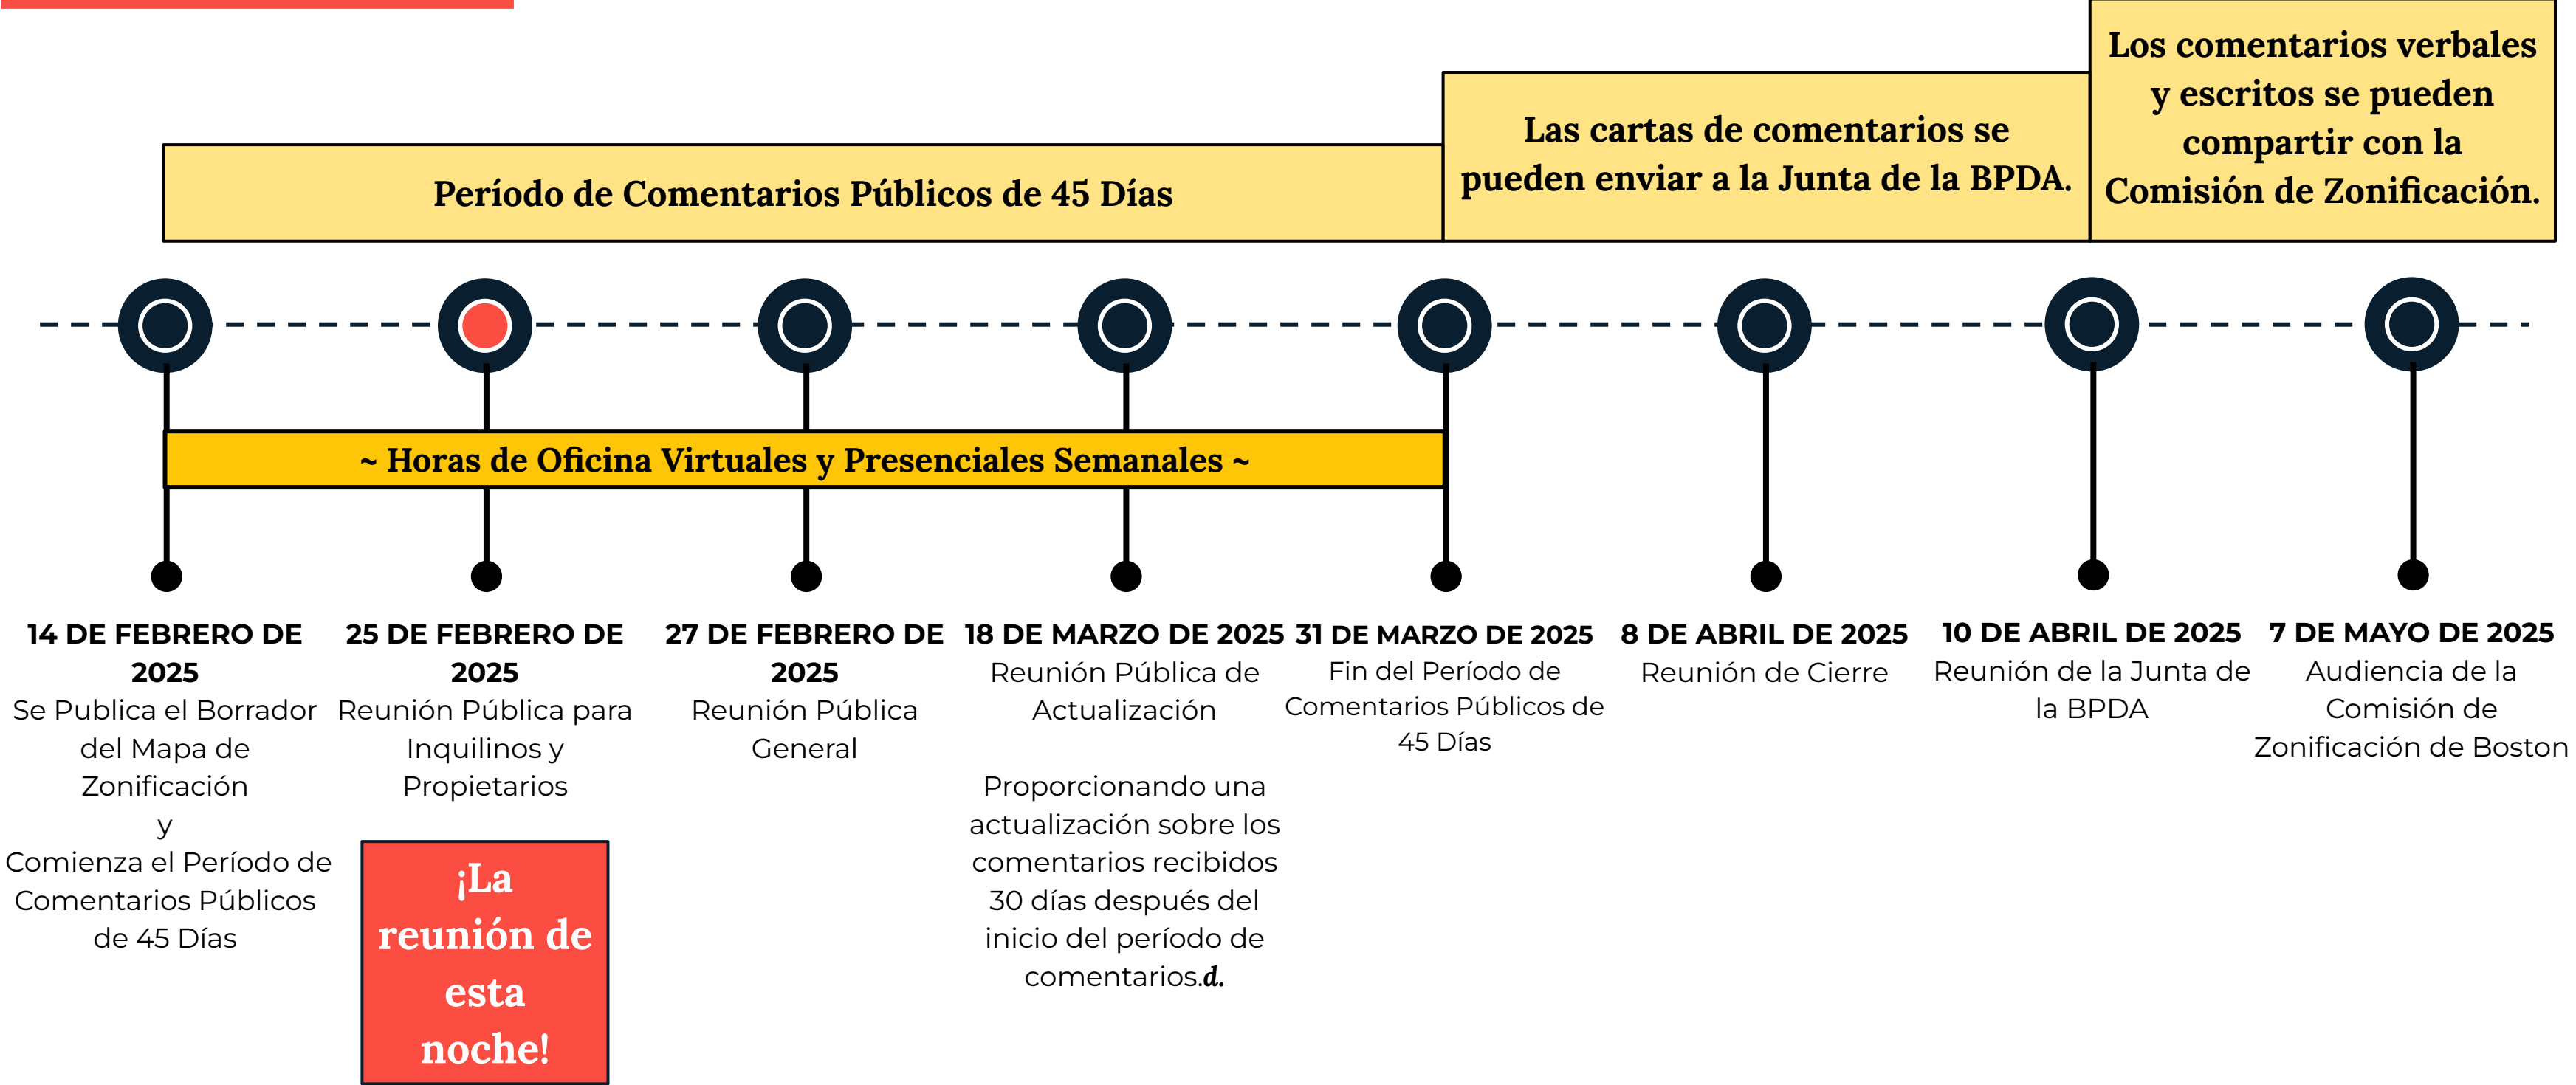 Los comentarios verbales
y escritos se pueden
compartir con la
Comisión de Zonificación.
Las cartas de comentarios se
pueden enviar a la Junta de la BPDA.
Período de Comentarios Públicos de 45 Días
~ Horas de Oficina Virtuales y Presenciales Semanales ~
14 DE FEBRERO DE
2025
Se Publica el Borrador
del Mapa de
Zonificación
y
Comienza el Período de
Comentarios Públicos
de 45 Días
25 DE FEBRERO DE
2025
Reunión Pública para
Inquilinos y
Propietarios
¡La
reunión de
esta
noche!
27 DE FEBRERO DE
2025
Reunión Pública
General
18 DE MARZO DE 2025
Reunión Pública de
Actualización
Proporcionando una
actualización sobre los
comentarios recibidos
30 días después del
inicio del período de
comentarios.d.
31 DE MARZO DE 2025
Fin del Período de
Comentarios Públicos de
45 Días
8 DE ABRIL DE 2025
Reunión de Cierre
10 DE ABRIL DE 2025
Reunión de la Junta de
la BPDA
7 DE MAYO DE 2025
Audiencia de la
Comisión de
Zonificación de Boston